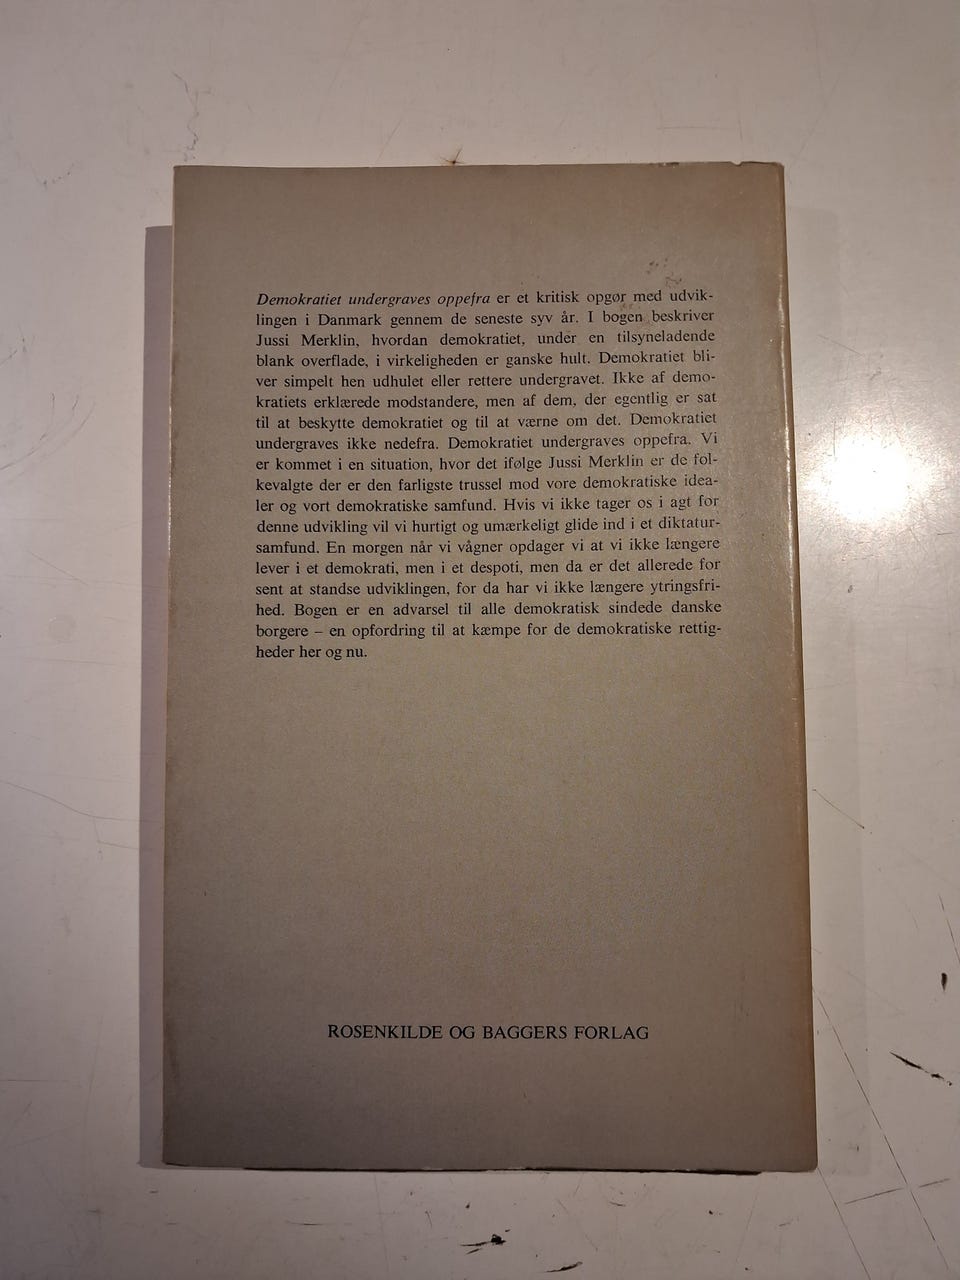 Demokratiet undergraves oppefra er et kritisk opgør med udvik-
lingen i Danmark gennem de seneste syv år. I bogen beskriver
Jussi Merklin, hvordan demokratiet, under en tilsyneladende
blank overflade, i virkeligheden er ganske hult. Demokratiet bli-
ver simpelt hen udhulet eller rettere undergravet. Ikke af demo-
kratiets erklærede modstandere, men af dem, der egentlig er sat
til at beskytte demokratiet og til at værne om det. Demokratiet
undergraves ikke nedefra. Demokratiet undergraves oppefra. Vi
er kommet i en situation, hvor det ifølge Jussi Merklin er de fol-
kevalgte der er den farligste trussel mod vore demokratiske idea-
ler og vort demokratiske samfund. Hvis vi ikke tager os i agt for
denne udvikling vil vi hurtigt og umærkeligt glide ind i et diktatur-
samfund. En morgen når vi vågner opdager vi at vi ikke længere
lever i et demokrati, men i et despoti, men da er det allerede for
sent at standse udviklingen, for da har vi ikke længere ytringsfri-
hed. Bogen er en advarsel til alle demokratisk sindede danske
borgere – en opfordring til at kæmpe for de demokratiske rettig-
heder her og nu.
ROSENKILDE OG BAGGERS FORLAG